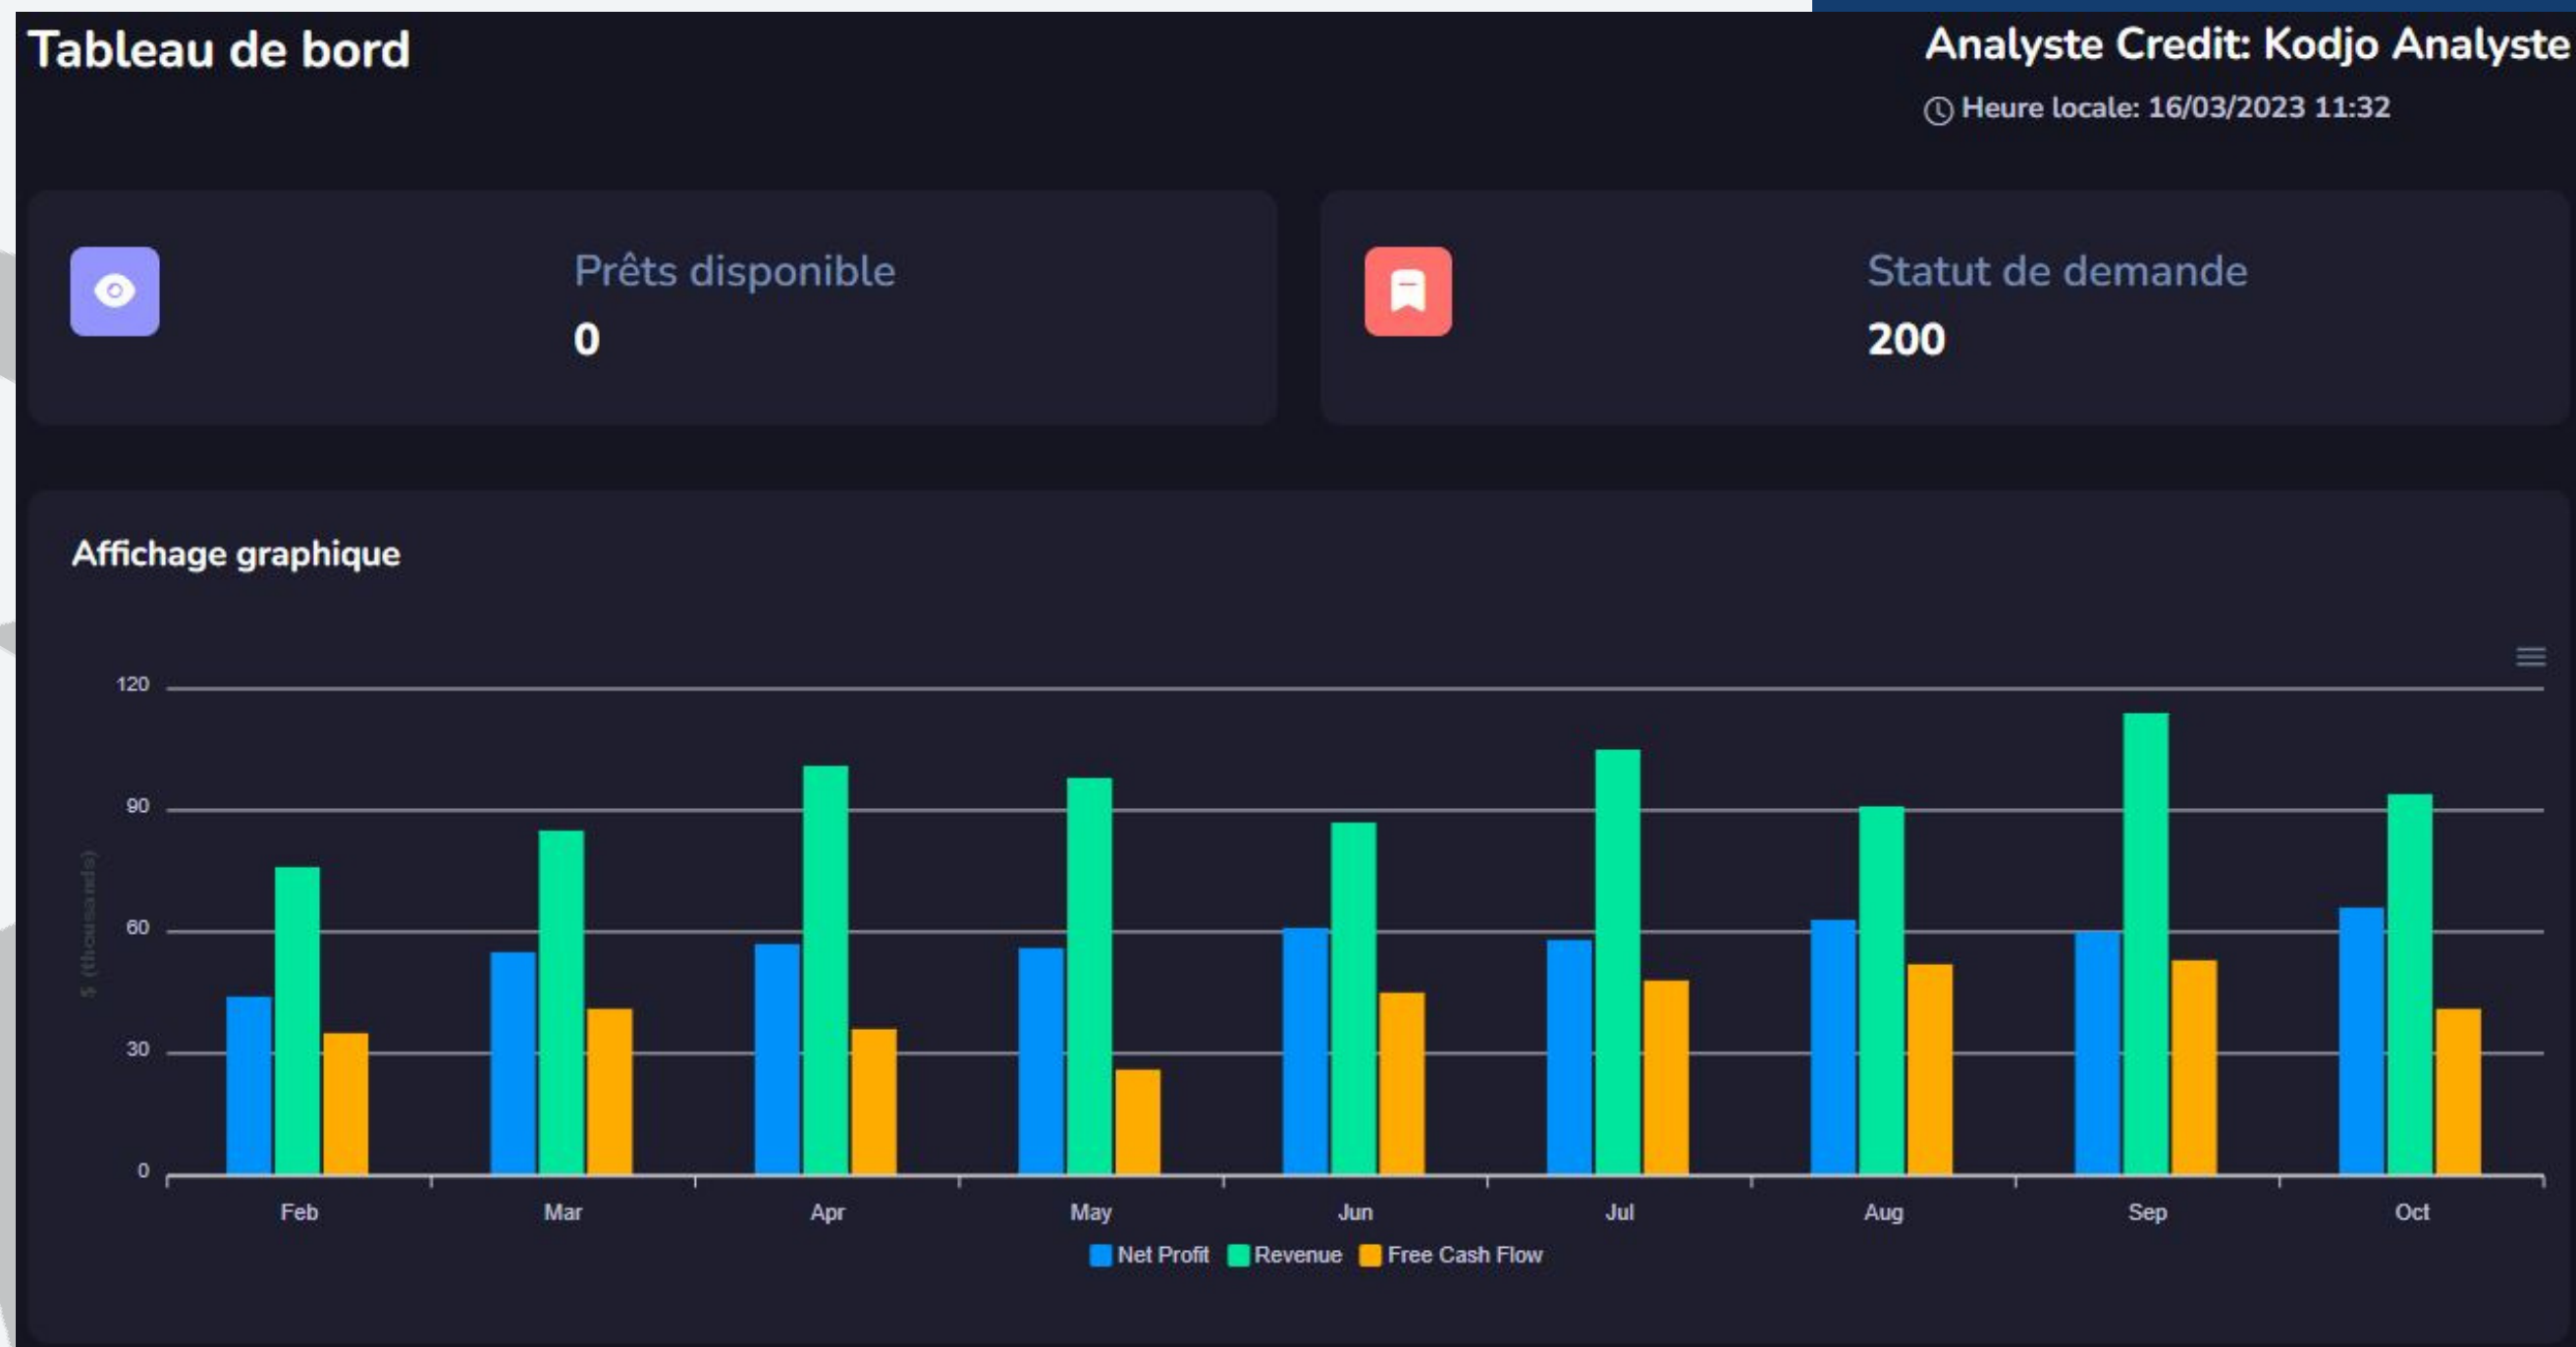 Tableau de bord
Analyste Credit: Kodjo Analyste
Heure locale: 16/03/2023 11:32
Prêts disponible
0
Statut de demande
200
Affichage graphique
120
90
60
30
0
$ (thousands)
Feb Mar Apr May Jun Jul Aug Sep Oct
Net Profit Revenue Free Cash Flow